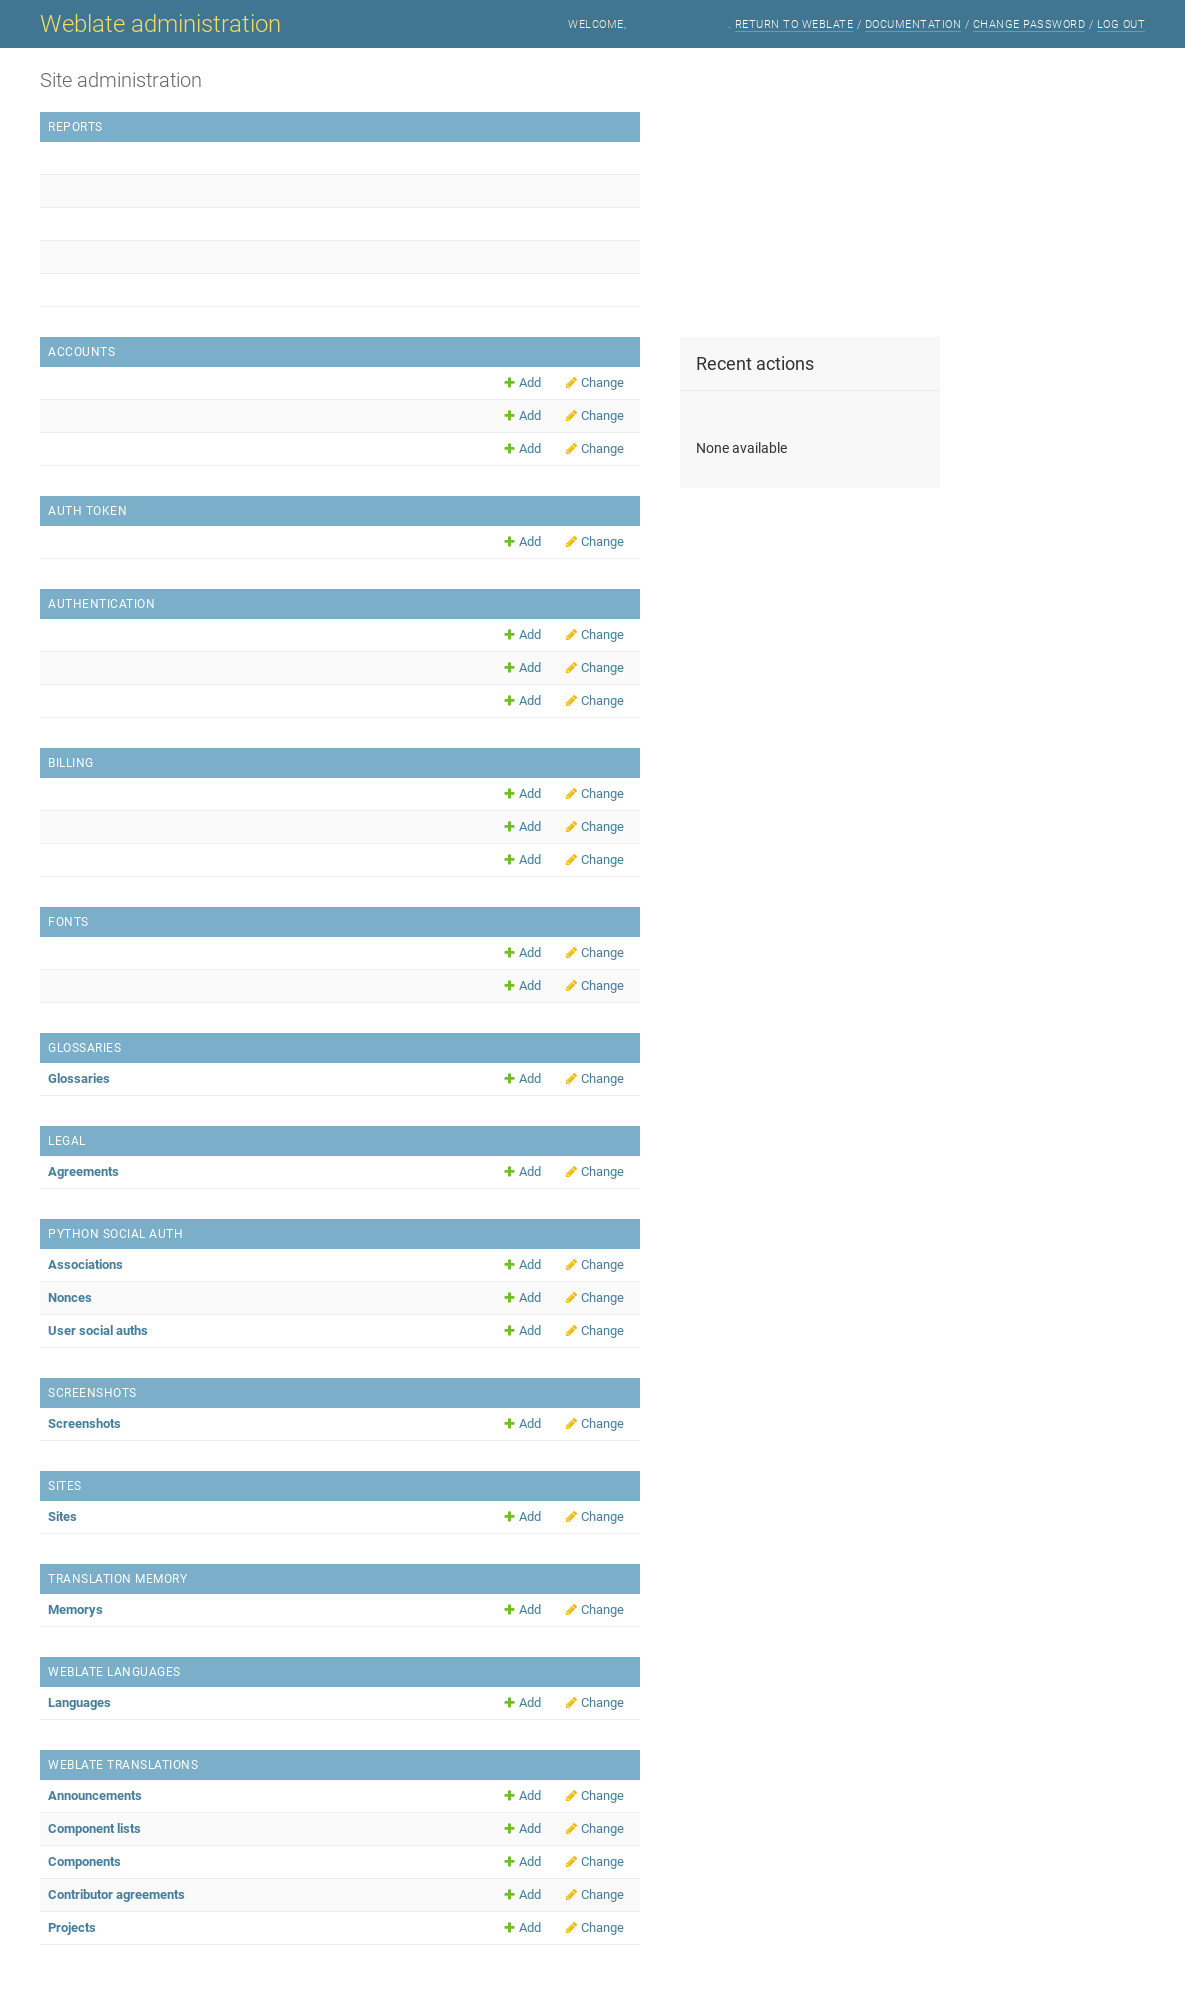 Weblate administration
WELCOME, . RETURN TO WEBLATE / DOCUMENTATION / CHANGE PASSWORD / LOG OUT
Site administration
REPORTS
ACCOUNTS
Add Change
Add Change
Add Change
Recent actions
None available
AUTH TOKEN
Add Change
AUTHENTICATION
Add Change
Add Change
Add Change
BILLING
Add Change
Add Change
Add Change
FONTS
Add Change
Add Change
GLOSSARIES
Glossaries Add Change
LEGAL
Agreements Add Change
PYTHON SOCIAL AUTH
Associations Add Change
Nonces Add Change
User social auths Add Change
SCREENSHOTS
Screenshots Add Change
SITES
Sites Add Change
TRANSLATION MEMORY
Memorys Add Change
WEBLATE LANGUAGES
Languages Add Change
WEBLATE TRANSLATIONS
Announcements Add Change
Component lists Add Change
Components Add Change
Contributor agreements Add Change
Projects Add Change